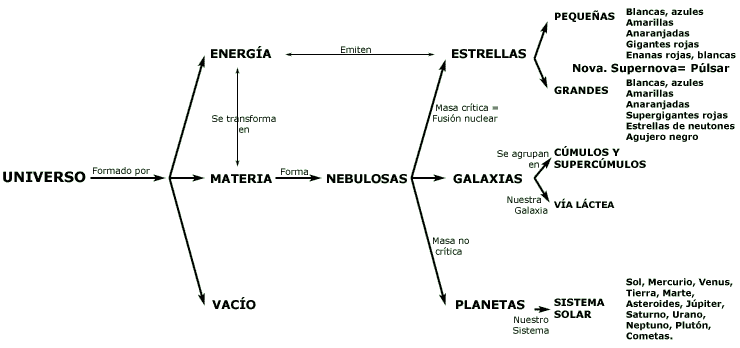 UNIVERSO
Formado por
ENERGÍA
Se transforma
en
MATERIA
VACÍO
Forma
NEBULOSAS
Emiten
Masa crítica =
Fusión nuclear
Masa no
crítica
ESTRELLAS
PEQUEÑAS
Blancas, azules
Amarillas
Anaranjadas
Gigantes rojas
Enanas rojas, blancas
Nova. Supernova= Púlsar
GRANDES
Blancas, azules
Amarillas
Anaranjadas
Supergigantes rojas
Estrellas de neutones
Agujero negro
GALAXIAS
Se agrupan
en
CÚMULOS Y
SUPERCÚMULOS
Nuestra
Galaxia
VÍA LÁCTEA
PLANETAS
Nuestro
Sistema
SISTEMA
SOLAR
Sol, Mercurio, Venus,
Tierra, Marte,
Asteroides, Júpiter,
Saturno, Urano,
Neptuno, Plutón,
Cometas.